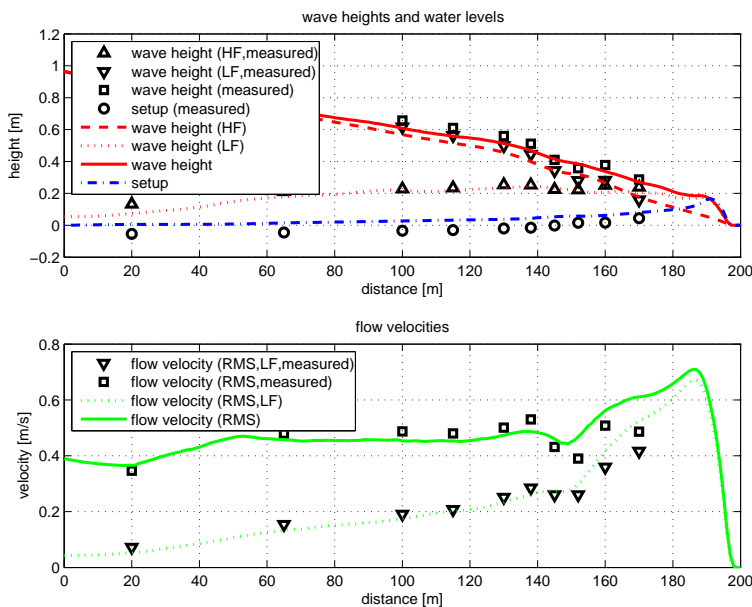 wave heights and water levels
1.2
1
0.8
0.6
0.4
0.2
0
−0.2
height [m]
wave height (HF,measured)
wave height (LF,measured)
wave height (measured)
setup (measured)
wave height (HF)
wave height (LF)
wave height
setup
0 20 40 60 80 100 120 140 160 180 200
distance [m]
flow velocities
0.8
0.6
0.4
0.2
0
velocity [m/s]
flow velocity (RMS,LF,measured)
flow velocity (RMS,measured)
flow velocity (RMS,LF)
flow velocity (RMS)
0 20 40 60 80 100 120 140 160 180 200
distance [m]